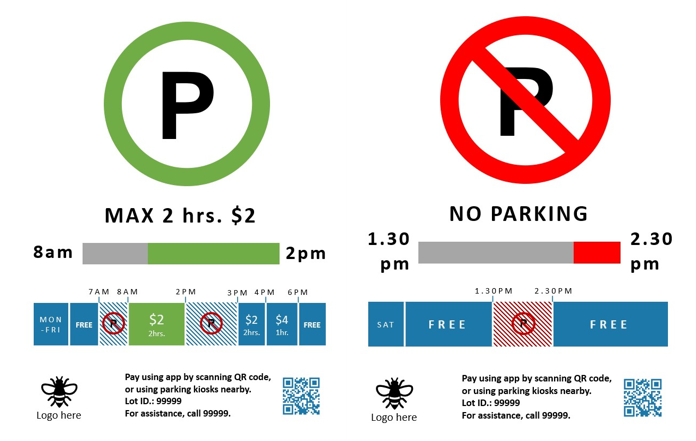 P
MAX 2 hrs. $2
8am 2pm
7AM 8AM 2PM 3PM 4PM 6PM
MON
-FRI
FREE
P
$2
2hrs.
P
$2
2hrs.
$4
1hr.
FREE
Pay using app by scanning QR code,
or using parking kiosks nearby.
Lot ID.: 99999
For assistance, call 99999.
Logo here
P
NO PARKING
1.30
pm
2.30
pm
1.30PM 2.30PM
SAT
FREE
P
FREE
Pay using app by scanning QR code,
or using parking kiosks nearby.
Lot ID.: 99999
For assistance, call 99999.
Logo here